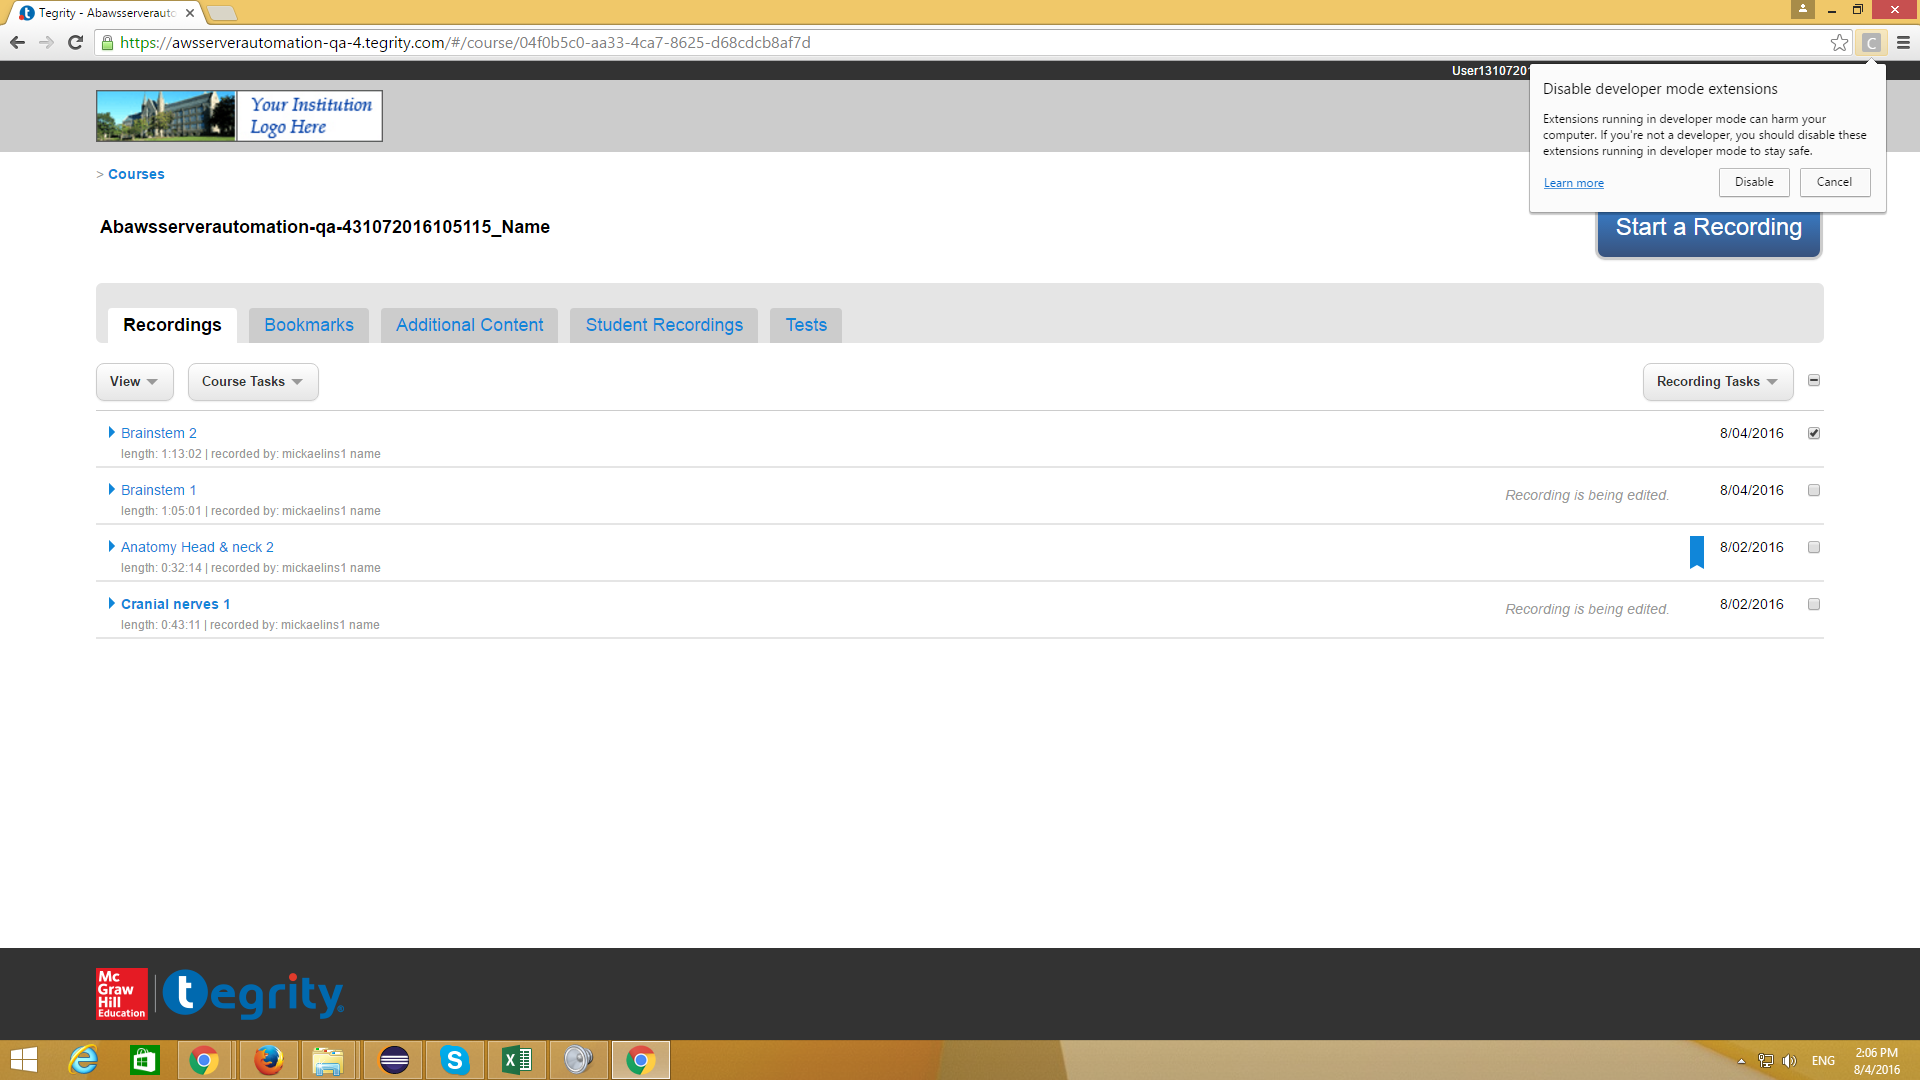 Tegrity - Abawsserverauto
https://awsserverautomation-qa-4.tegrity.com/#/course/04f0b5c0-aa33-4ca7-8625-d68cdcb8af7d
C
User1310720
Disable developer mode extensions
Extensions running in developer mode can harm your
computer. If you're not a developer, you should disable these
extensions running in developer mode to stay safe.
Learn more
Disable
Cancel
Your Institution
Logo Here
> Courses
Abawsserverautomation-qa-431072016105115_Name
Start a Recording
Recordings
Bookmarks
Additional Content
Student Recordings
Tests
View
Course Tasks
Recording Tasks
Brainstem 2
8/04/2016
length: 1:13:02 | recorded by: mickaelins1 name
Brainstem 1
Recording is being edited.
8/04/2016
length: 1:05:01 | recorded by: mickaelins1 name
Anatomy Head & neck 2
8/02/2016
length: 0:32:14 | recorded by: mickaelins1 name
Cranial nerves 1
Recording is being edited.
8/02/2016
length: 0:43:11 | recorded by: mickaelins1 name
Mc
Graw
Hill
Education
tegrity
ENG
2:06 PM
8/4/2016